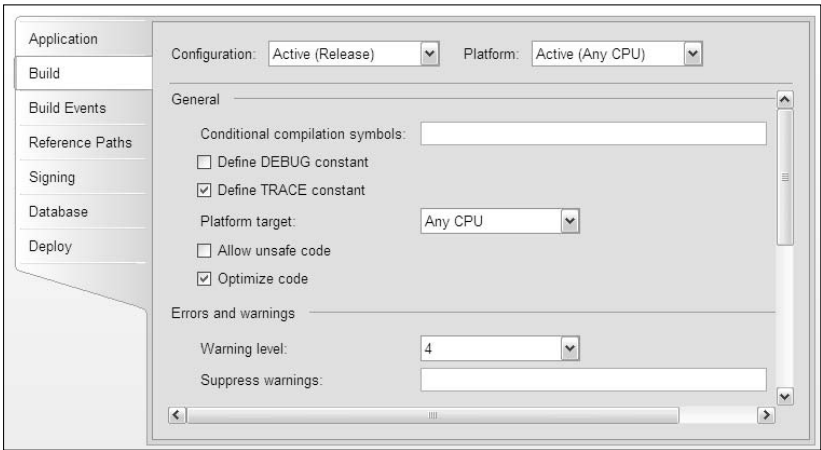 Application
Build
Build Events
Reference Paths
Signing
Database
Deploy
Configuration: Active (Release) Platform: Active (Any CPU)
General
Conditional compilation symbols:
Define DEBUG constant
Define TRACE constant
Platform target: Any CPU
Allow unsafe code
Optimize code
Errors and warnings
Warning level: 4
Suppress warnings: